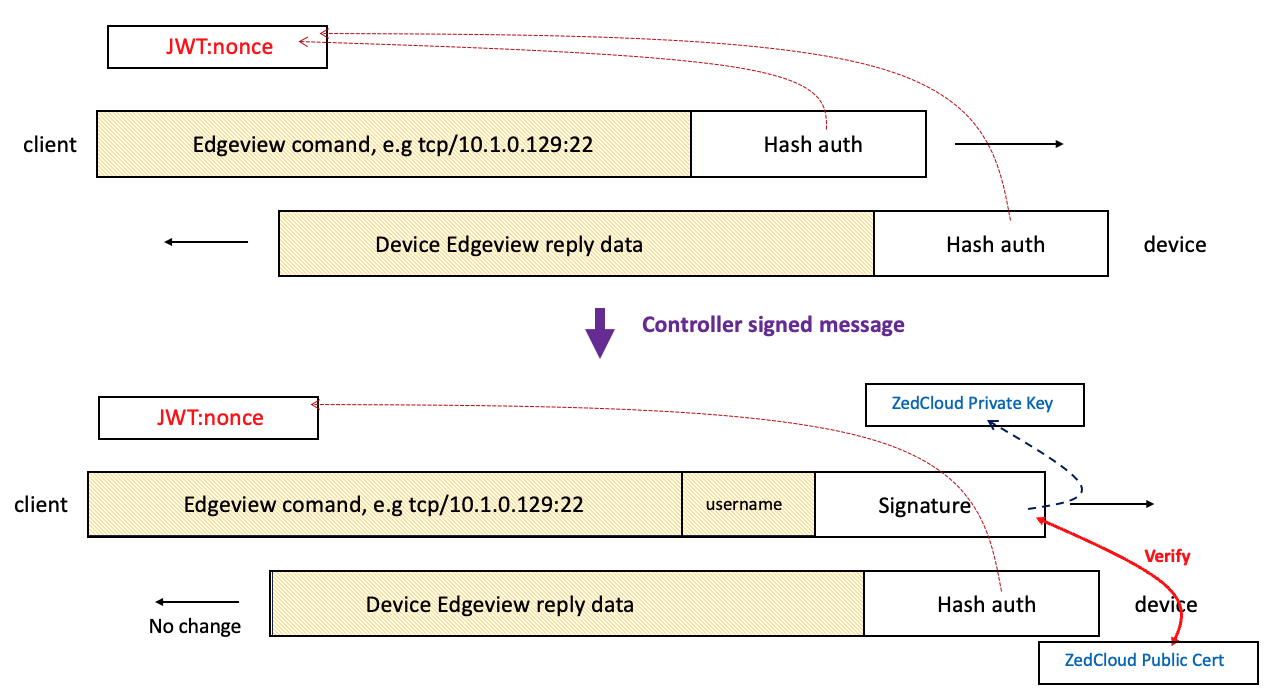 JWT:nonce
client
Edgeview comand, e.g tcp/10.1.0.129:22
Hash auth
Device Edgeview reply data
Hash auth
device
Controller signed message
ZedCloud Private Key
JWT:nonce
client
Edgeview comand, e.g tcp/10.1.0.129:22
username
Signature
Verify
No change
Device Edgeview reply data
Hash auth
device
ZedCloud Public Cert